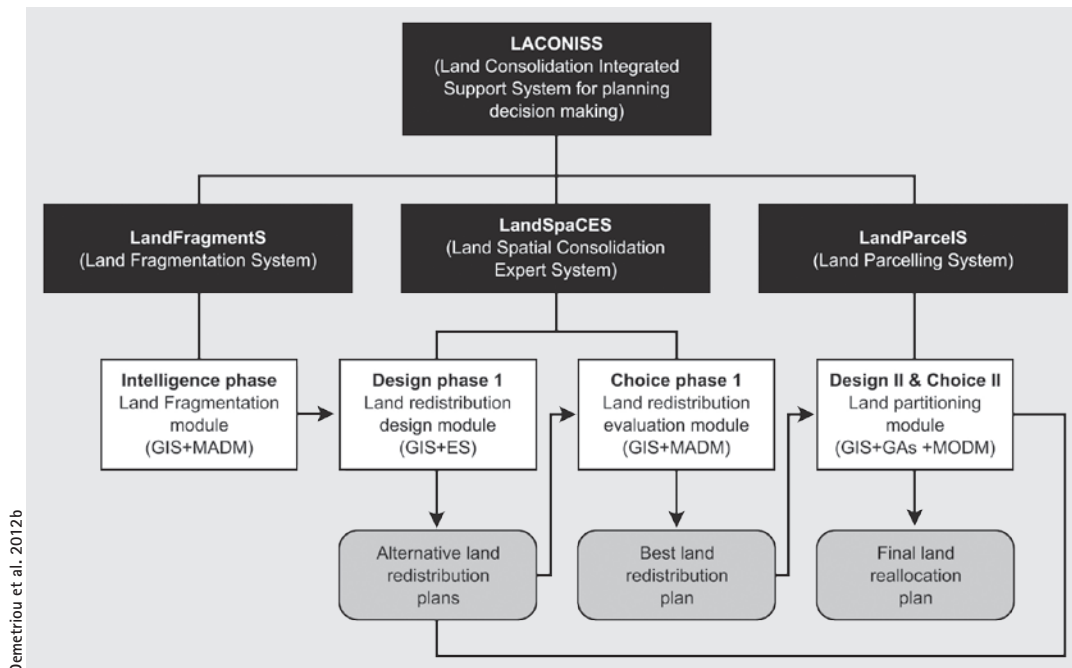 LACONISS
(Land Consolidation Integrated
Support System for planning
decision making)
LandFragmentS
(Land Fragmentation System)
LandSpaCES
(Land Spatial Consolidation
Expert System)
LandParcelS
(Land Parcelling System)
Intelligence phase
Land Fragmentation
module
(GIS+MADM)
Design phase 1
Land redistribution
design module
(GIS+ES)
Choice phase 1
Land redistribution
evaluation module
(GIS+MADM)
Design II & Choice II
Land partitioning
module
(GIS+GAs +MODM)
Alternative land
redistribution
plans
Best land
redistribution
plan
Final land
reallocation
plan
Demetriou et al. 2012b